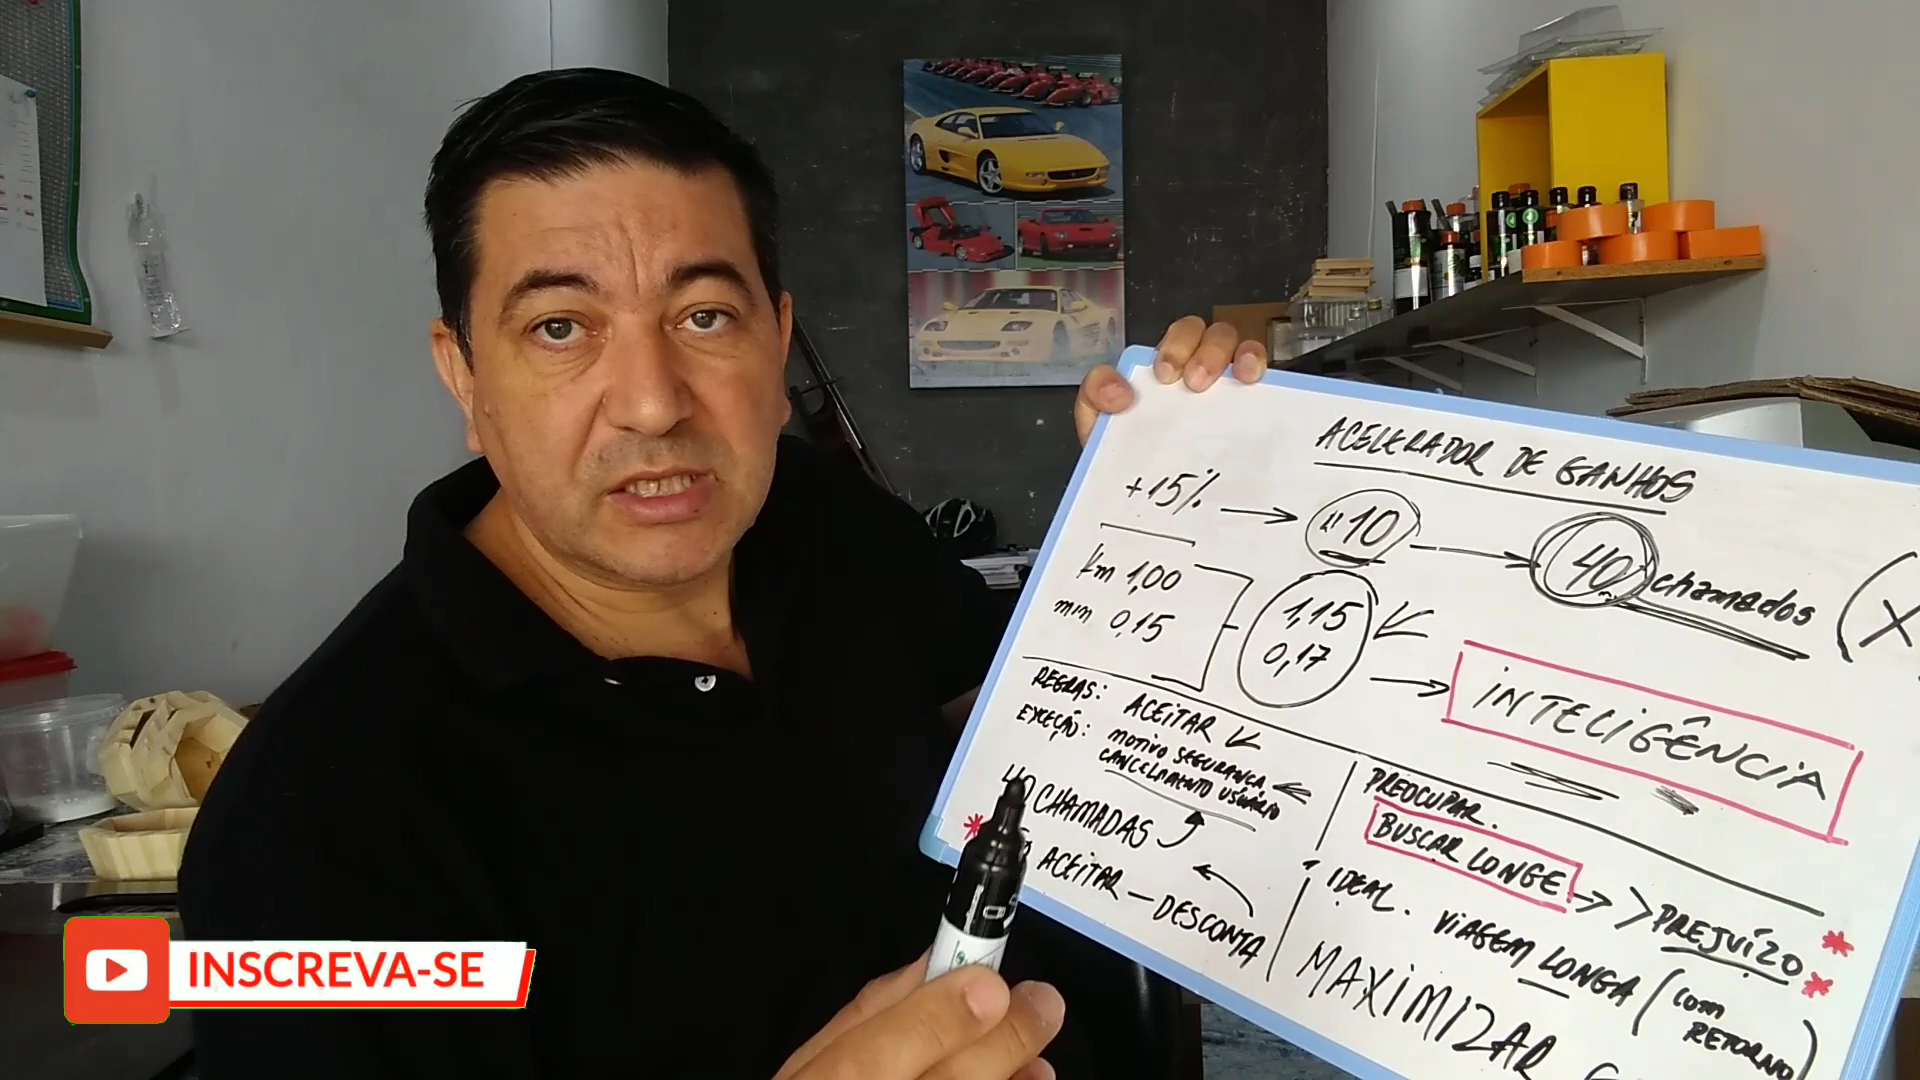 ACELERADOR DE GANHOS
+15% → "10 → 40 chamados (X
km 1,00
min 0,15
1,15
0,17
INTELIGÊNCIA
REGRAS: ACEITAR
EXCEÇÃO: MOTIVO SEGURANÇA
CANCELAMENTO USUÁRIO
40 CHAMADAS
* ACEITAR — DESCONTA
PREOCUPAR.
BUSCAR LONGE → > PREJUÍZO *
IDEAL. VIAGEM LONGA (COM RETORNO) *
MAXIMIZAR
INSCREVA-SE